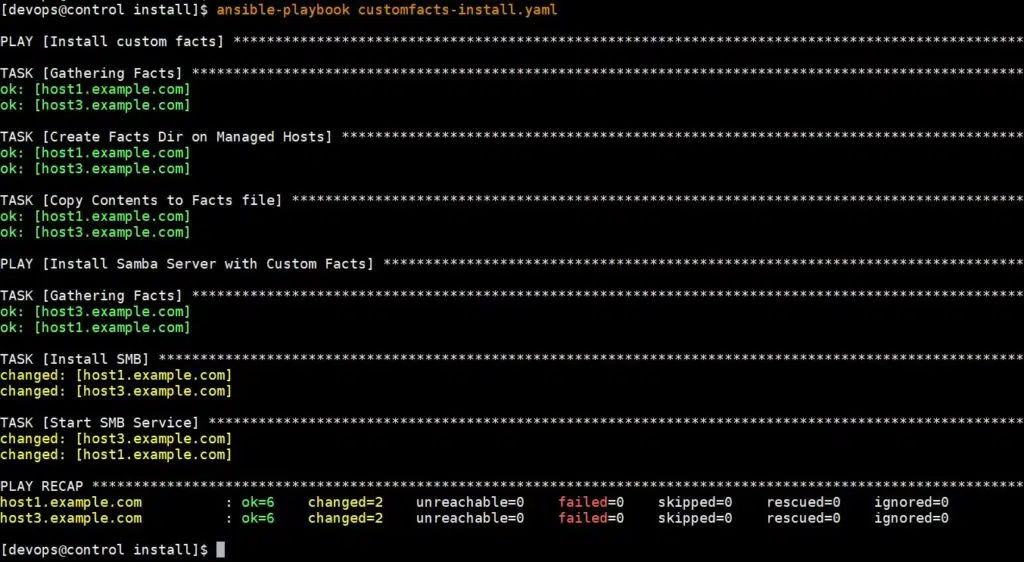 [devops@control install]$ ansible-playbook customfacts-install.yaml
PLAY [Install custom facts] ************************************************************************************************
TASK [Gathering Facts] *****************************************************************************************************
ok: [host1.example.com]
ok: [host3.example.com]
TASK [Create Facts Dir on Managed Hosts] ***********************************************************************************
ok: [host1.example.com]
ok: [host3.example.com]
TASK [Copy Contents to Facts file] *****************************************************************************************
ok: [host1.example.com]
ok: [host3.example.com]
PLAY [Install Samba Server with Custom Facts] ******************************************************************************
TASK [Gathering Facts] *****************************************************************************************************
ok: [host3.example.com]
ok: [host1.example.com]
TASK [Install SMB] *********************************************************************************************************
changed: [host1.example.com]
changed: [host3.example.com]
TASK [Start SMB Service] ***************************************************************************************************
changed: [host3.example.com]
changed: [host1.example.com]
PLAY RECAP *****************************************************************************************************************
host1.example.com          : ok=6    changed=2    unreachable=0    failed=0    skipped=0    rescued=0    ignored=0
host3.example.com          : ok=6    changed=2    unreachable=0    failed=0    skipped=0    rescued=0    ignored=0
[devops@control install]$